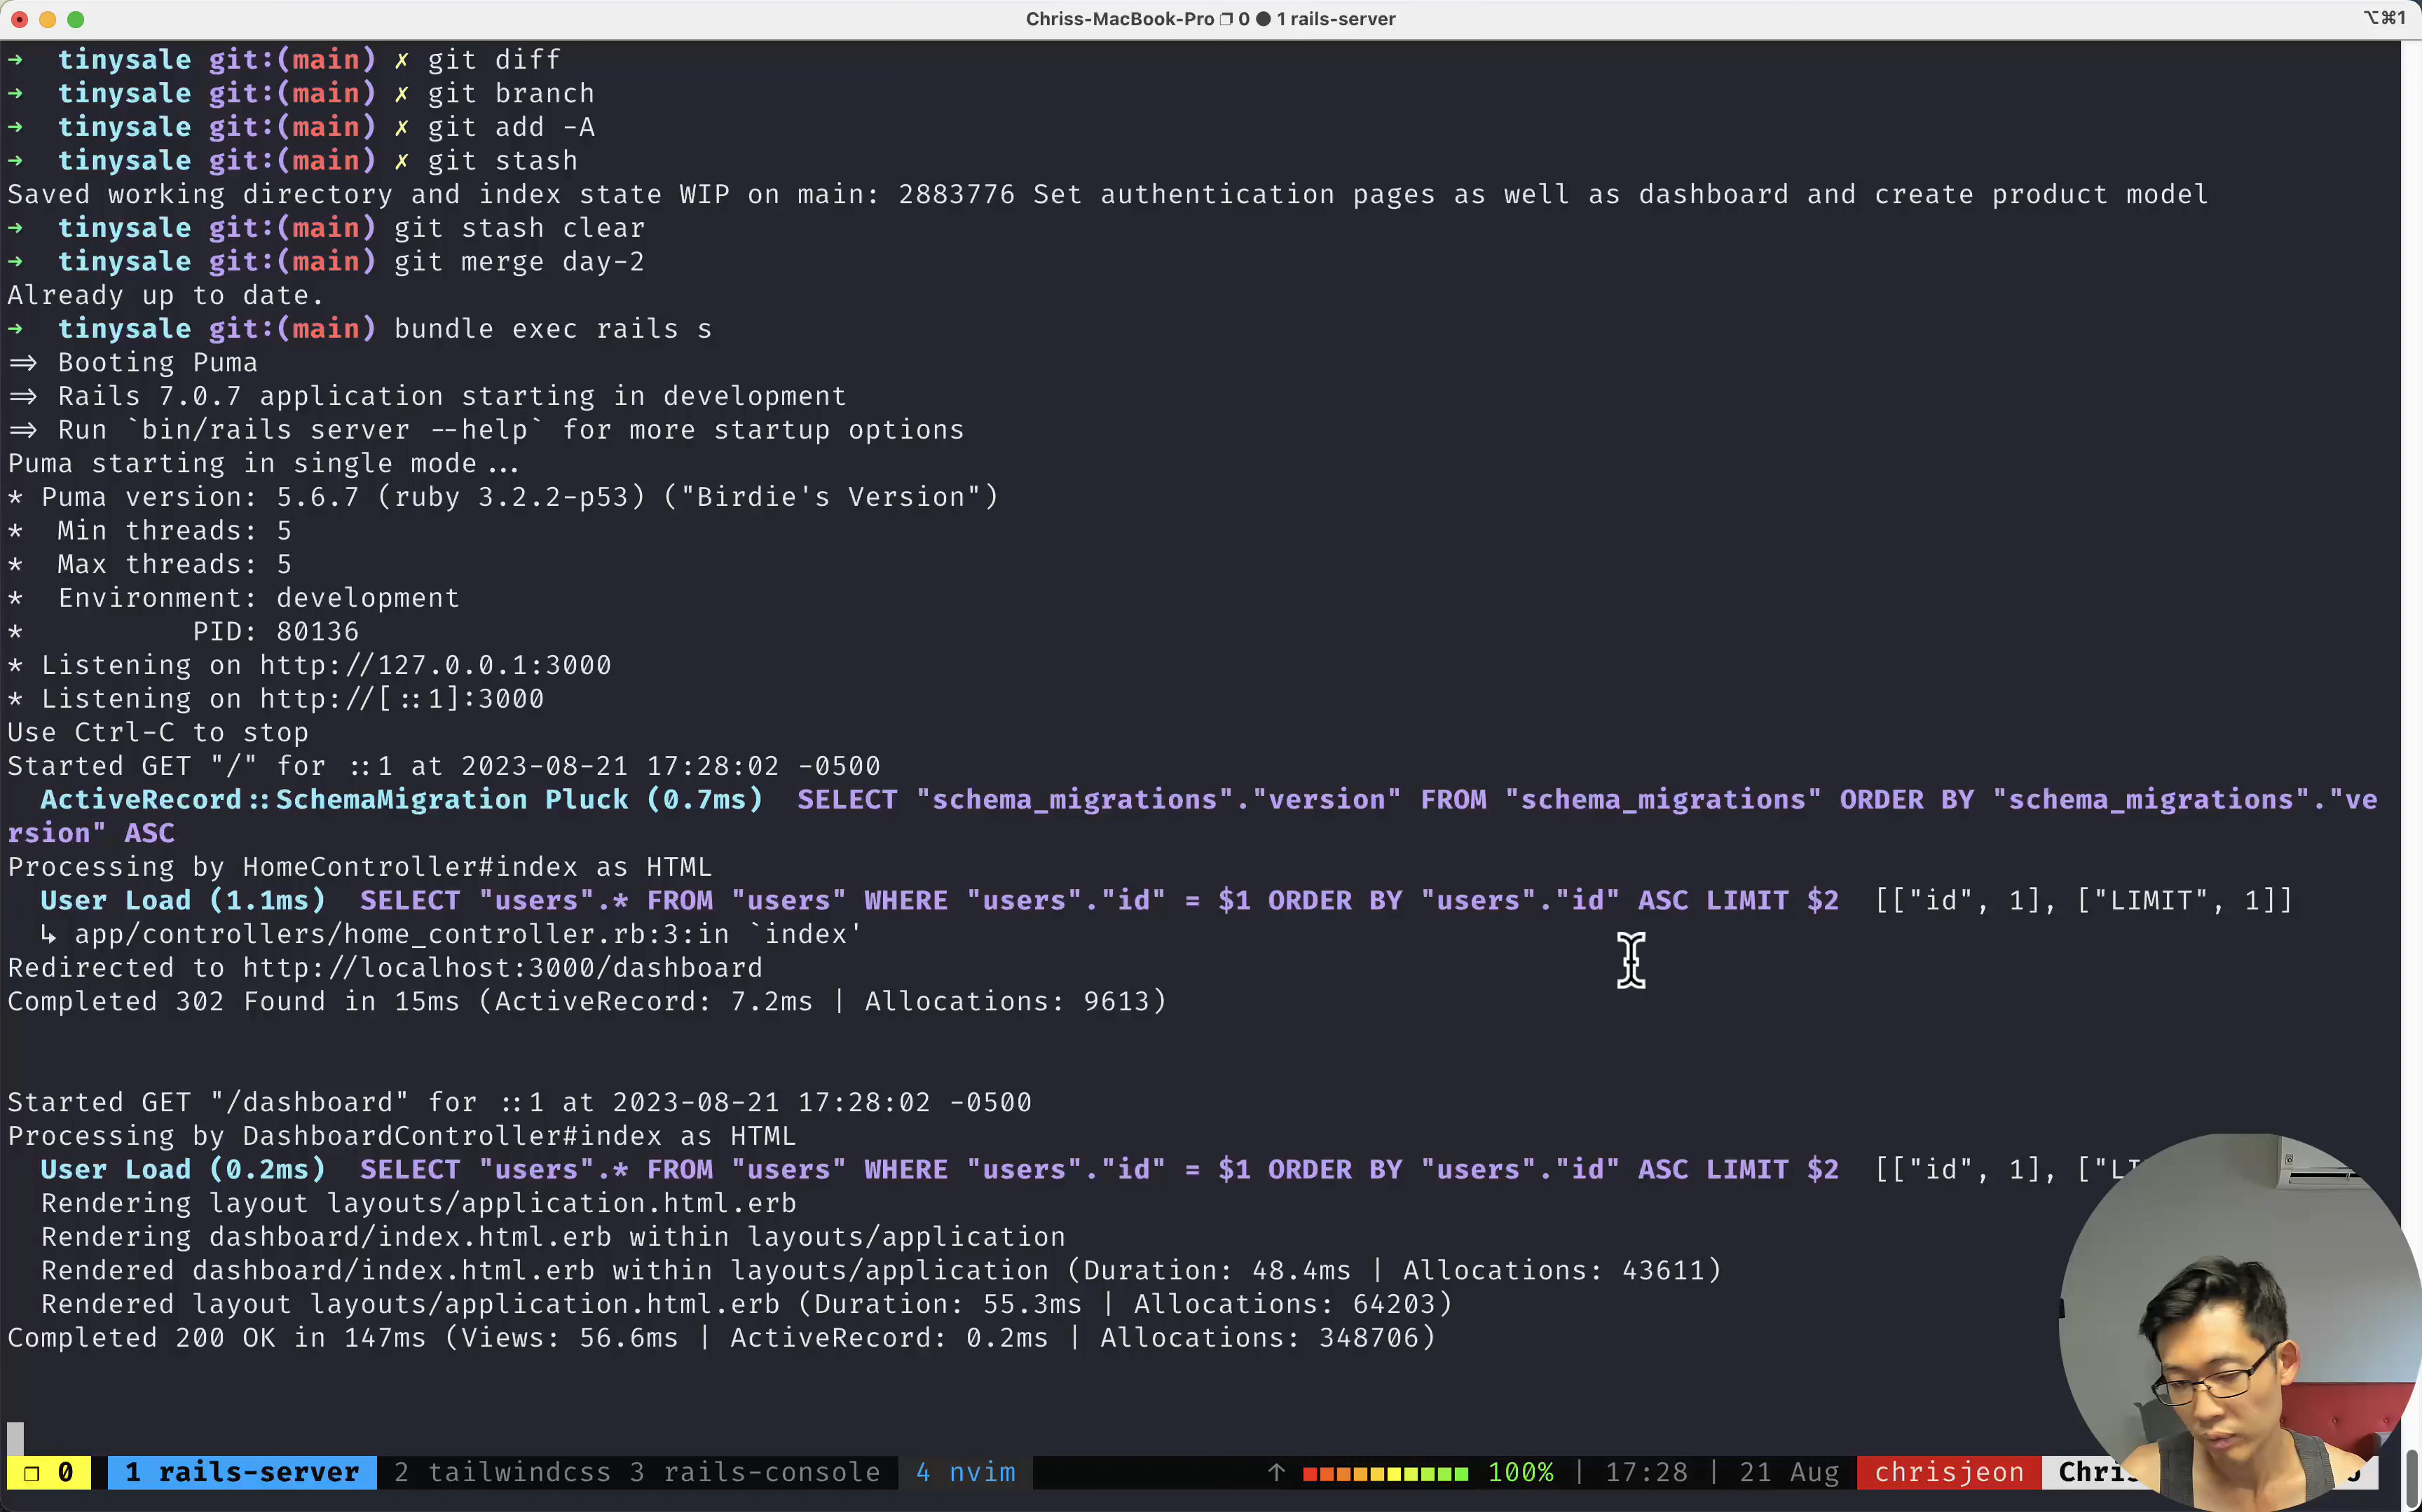 Chriss-MacBook-Pro ❐ 0 ● 1 rails-server ⌥⌘1
→ tinysale git:(main) ✗ git diff
→ tinysale git:(main) ✗ git branch
→ tinysale git:(main) ✗ git add -A
→ tinysale git:(main) ✗ git stash
Saved working directory and index state WIP on main: 2883776 Set authentication pages as well as dashboard and create product model
→ tinysale git:(main) git stash clear
→ tinysale git:(main) git merge day-2
Already up to date.
→ tinysale git:(main) bundle exec rails s
=> Booting Puma
=> Rails 7.0.7 application starting in development
=> Run `bin/rails server --help` for more startup options
Puma starting in single mode...
* Puma version: 5.6.7 (ruby 3.2.2-p53) ("Birdie's Version")
* Min threads: 5
* Max threads: 5
* Environment: development
* PID: 80136
* Listening on http://127.0.0.1:3000
* Listening on http://[::1]:3000
Use Ctrl-C to stop
Started GET "/" for ::1 at 2023-08-21 17:28:02 -0500
ActiveRecord::SchemaMigration Pluck (0.7ms) SELECT "schema_migrations"."version" FROM "schema_migrations" ORDER BY "schema_migrations"."ve
rsion" ASC
Processing by HomeController#index as HTML
User Load (1.1ms) SELECT "users".* FROM "users" WHERE "users"."id" = $1 ORDER BY "users"."id" ASC LIMIT $2 [["id", 1], ["LIMIT", 1]]
↳ app/controllers/home_controller.rb:3:in `index'
Redirected to http://localhost:3000/dashboard
Completed 302 Found in 15ms (ActiveRecord: 7.2ms | Allocations: 9613)
Started GET "/dashboard" for ::1 at 2023-08-21 17:28:02 -0500
Processing by DashboardController#index as HTML
User Load (0.2ms) SELECT "users".* FROM "users" WHERE "users"."id" = $1 ORDER BY "users"."id" ASC LIMIT $2 [["id", 1], ["LI
Rendering layout layouts/application.html.erb
Rendering dashboard/index.html.erb within layouts/application
Rendered dashboard/index.html.erb within layouts/application (Duration: 48.4ms | Allocations: 43611)
Rendered layout layouts/application.html.erb (Duration: 55.3ms | Allocations: 64203)
Completed 200 OK in 147ms (Views: 56.6ms | ActiveRecord: 0.2ms | Allocations: 348706)
❐ 0 1 rails-server 2 tailwindcss 3 rails-console 4 nvim ↑ 100% | 17:28 | 21 Aug chrisjeon Chris